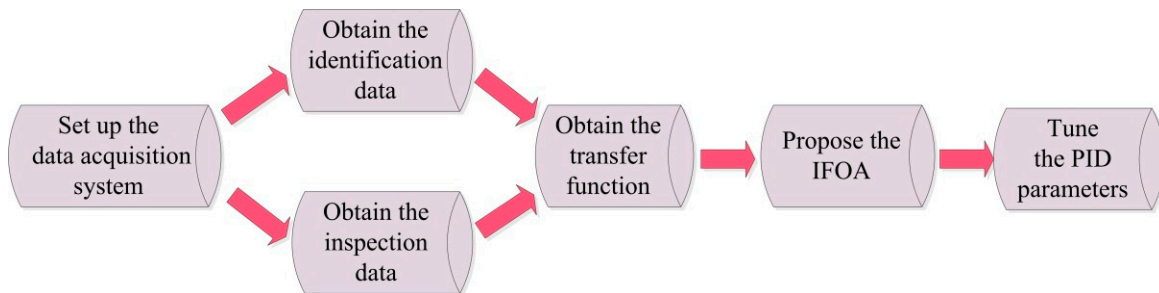 Set up the
data acquisition
system
Obtain the
identification
data
Obtain the
inspection
data
Obtain the
transfer
function
Propose the
IFOA
Tune
the PID
parameters